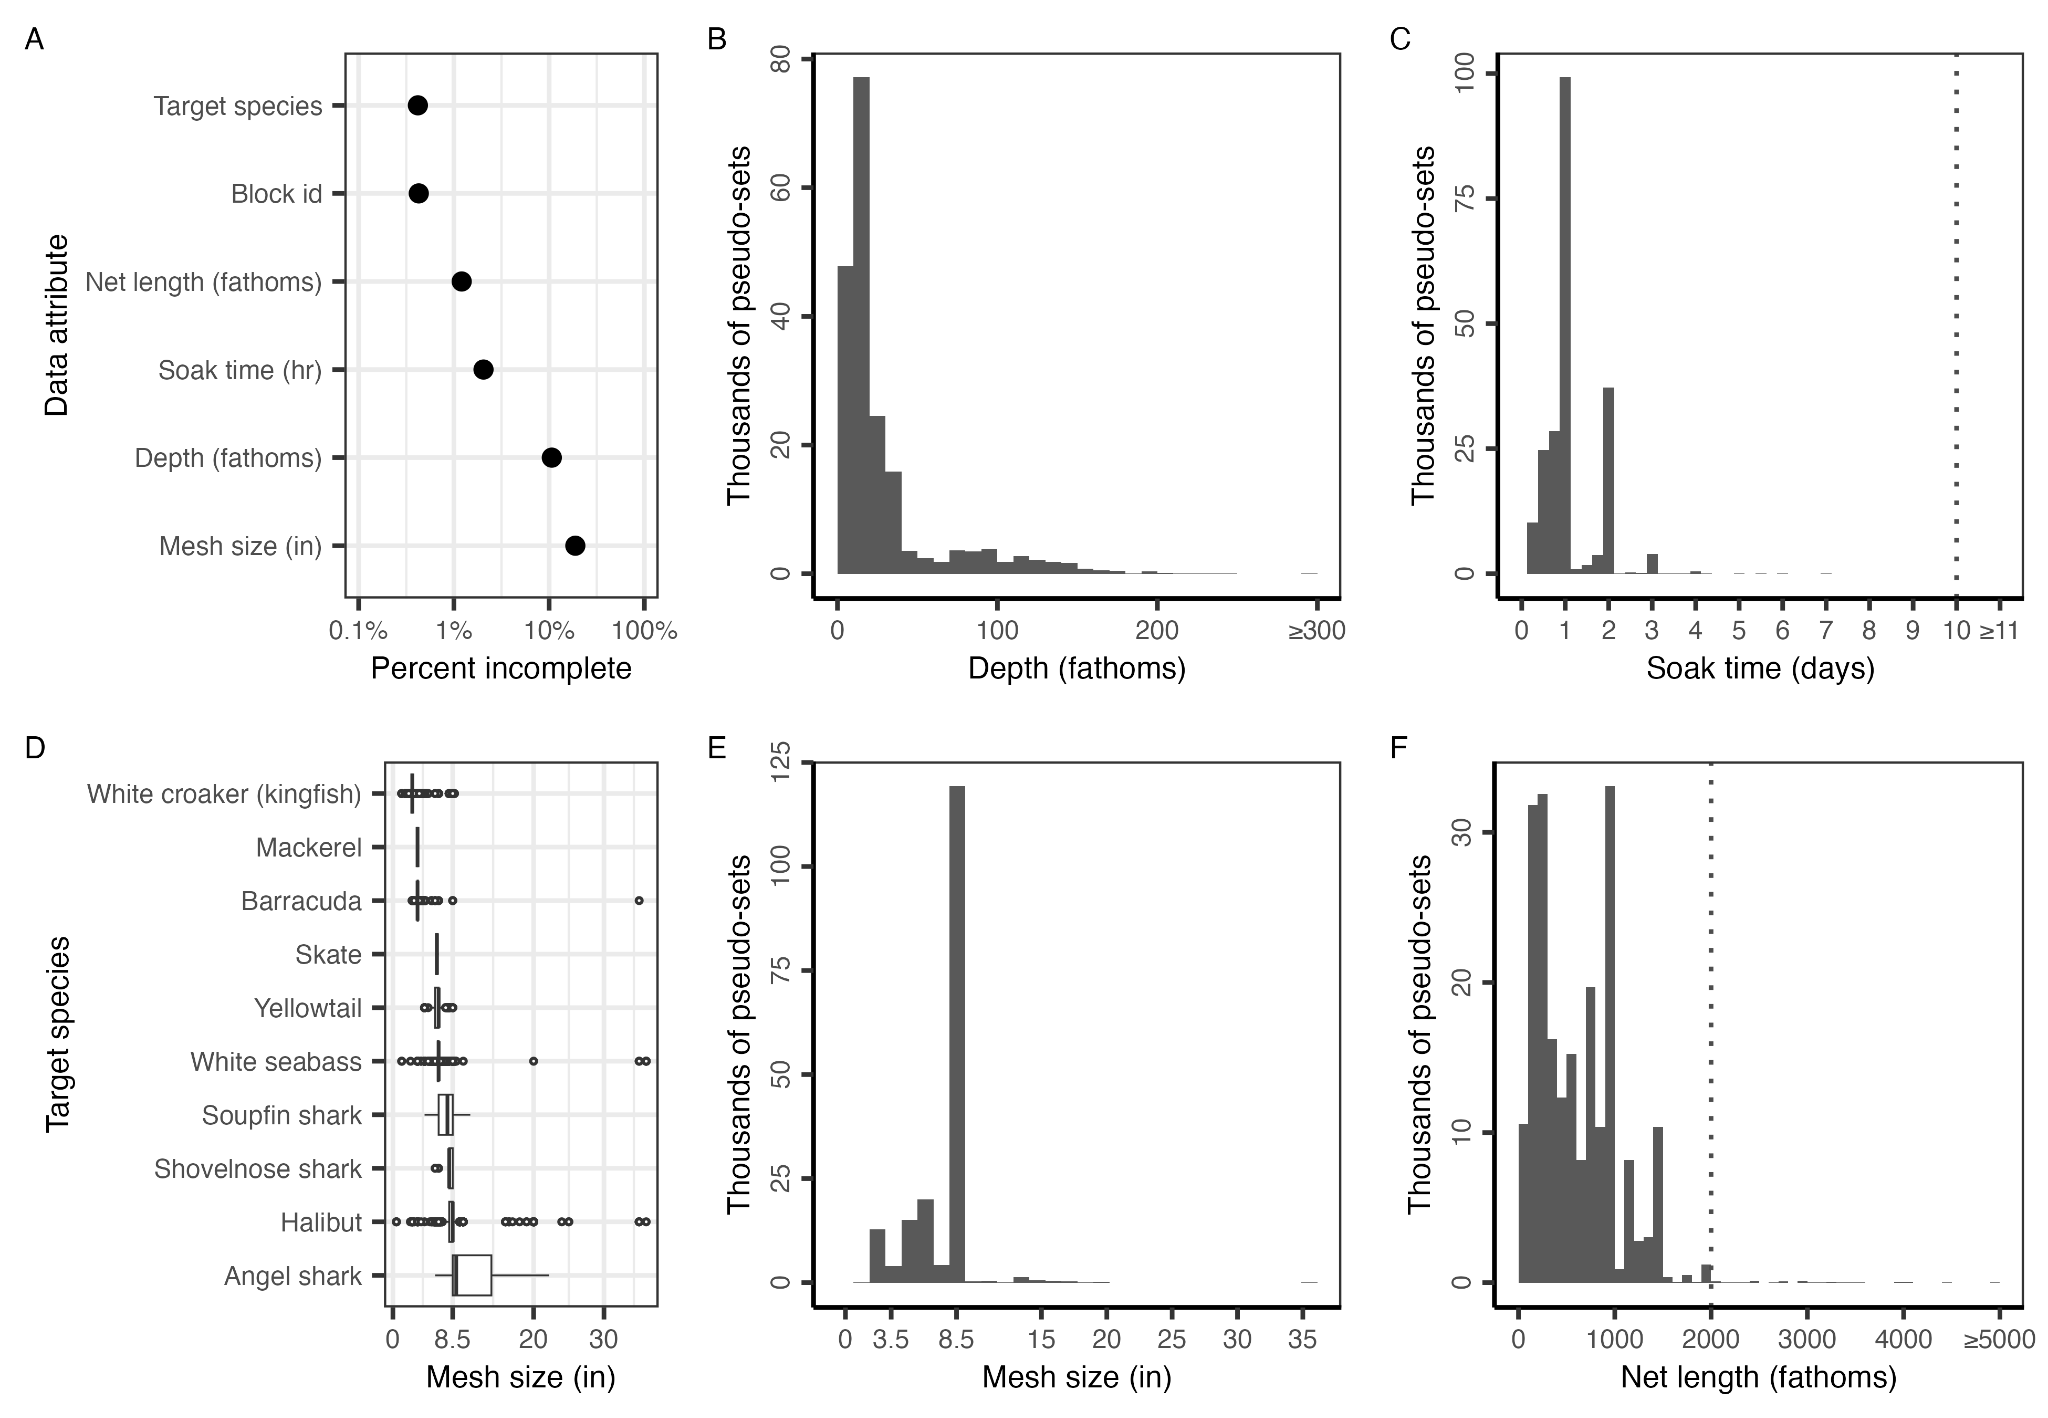 A
Data attribute
Target species
Block id
Net length (fathoms)
Soak time (hr)
Depth (fathoms)
Mesh size (in)
0.1% 1% 10% 100%
Percent incomplete
B
Thousands of pseudo-sets
80
60
40
20
0
0 100 200 ≥300
Depth (fathoms)
C
Thousands of pseudo-sets
100
75
50
25
0
0 1 2 3 4 5 6 7 8 9 10 ≥11
Soak time (days)
D
Target species
White croaker (kingfish)
Mackerel
Barracuda
Skate
Yellowtail
White seabass
Soupfin shark
Shovelnose shark
Halibut
Angel shark
0 8.5 20 30
Mesh size (in)
E
Thousands of pseudo-sets
125
100
75
50
25
0
0 3.5 8.5 15 20 25 30 35
Mesh size (in)
F
Thousands of pseudo-sets
30
20
10
0
0 1000 2000 3000 4000 ≥5000
Net length (fathoms)